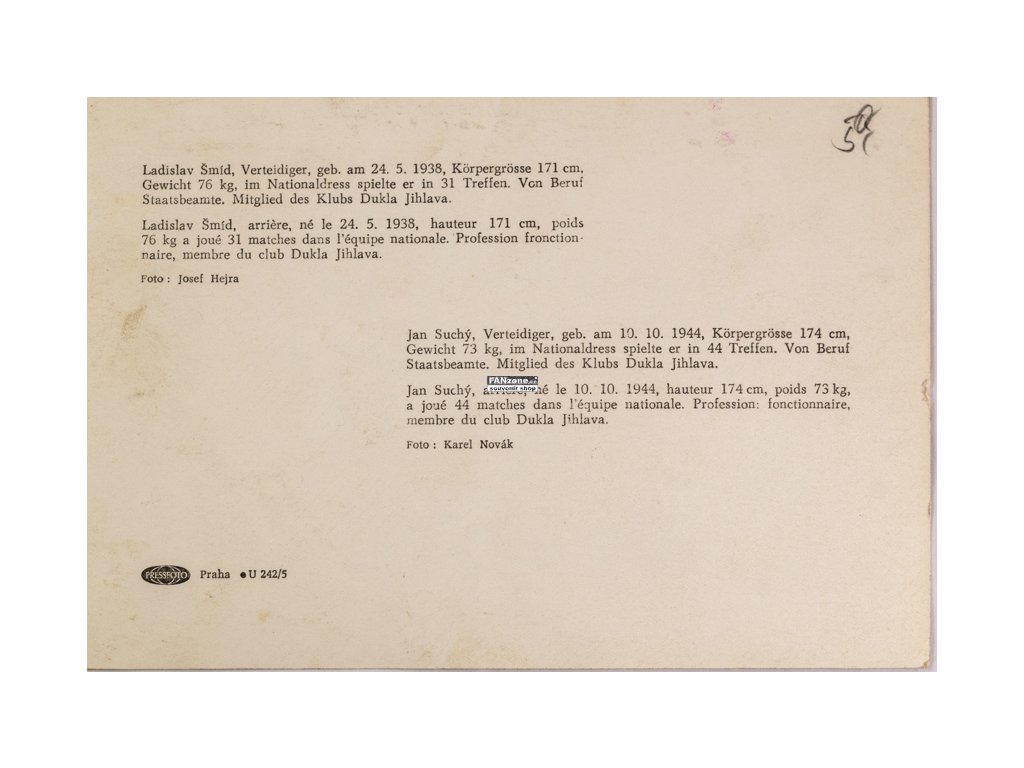 Ladislav Šmíd, Verteidiger, geb. am 24. 5. 1938, Körpergrösse 171 cm,
Gewicht 76 kg, im Nationaldress spielte er in 31 Treffen. Von Beruf
Staatsbeamte. Mitglied des Klubs Dukla Jihlava.
Ladislav Šmíd, arrière, né le 24. 5. 1938, hauteur 171 cm, poids
76 kg a joué 31 matches dans l'équipe nationale. Profession fronction-
naire, membre du club Dukla Jihlava.
Foto : Josef Hejra
Jan Suchý, Verteidiger, geb. am 10. 10. 1944, Körpergrösse 174 cm,
Gewicht 73 kg, im Nationaldress spielte er in 44 Treffen. Von Beruf
Staatsbeamte. Mitglied des Klubs Dukla Jihlava.
FANzone.cz
souvenir shop
Jan Suchý, arrière, né le 10. 10. 1944, hauteur 174 cm, poids 73 kg,
a joué 44 matches dans l'équipe nationale. Profession: fonctionnaire,
membre du club Dukla Jihlava.
Foto : Karel Novák
PRESSFOTO Praha ● U 242/5